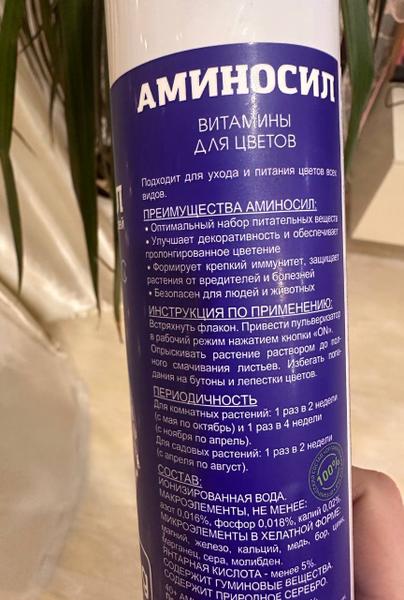 АМИНОСИЛ
ВИТАМИНЫ
ДЛЯ ЦВЕТОВ
Подходит для ухода и питания цветов всех
видов.
ПРЕИМУЩЕСТВА АМИНОСИЛ:
• Оптимальный набор питательных веществ
• Улучшает декоративность и обеспечивает
пролонгированное цветение
• Формирует крепкий иммунитет, защищает
растения от вредителей и болезней
• Безопасен для людей и животных
ИНСТРУКЦИЯ ПО ПРИМЕНЕНИЮ:
Встряхнуть флакон. Привести пульверизатор
в рабочий режим нажатием кнопки «ON».
Опрыскивать растение раствором до пол-
ного смачивания листьев. Избегать попа-
дания на бутоны и лепестки цветов.
ПЕРИОДИЧНОСТЬ
Для комнатных растений: 1 раз в 2 недели
(с мая по октябрь) и 1 раз в 4 недели
(с ноября по апрель).
Для садовых растений: 1 раз в 2 недели
(с апреля по август).
100%
СОСТАВ:
ИОНИЗИРОВАННАЯ ВОДА.
МАКРОЭЛЕМЕНТЫ, НЕ МЕНЕЕ:
азот 0,016%, фосфор 0,018%, калий 0,02%.
МИКРОЭЛЕМЕНТЫ В ХЕЛАТНОЙ ФОРМЕ:
магний, железо, кальций, медь, бор, цинк,
марганец, сера, молибден.
ЯНТАРНАЯ КИСЛОТА - менее 5%.
СОДЕРЖИТ ГУМИНОВЫЕ ВЕЩЕСТВА.
СОДЕРЖИТ ПРИРОДНОЕ СЕРЕБРО.